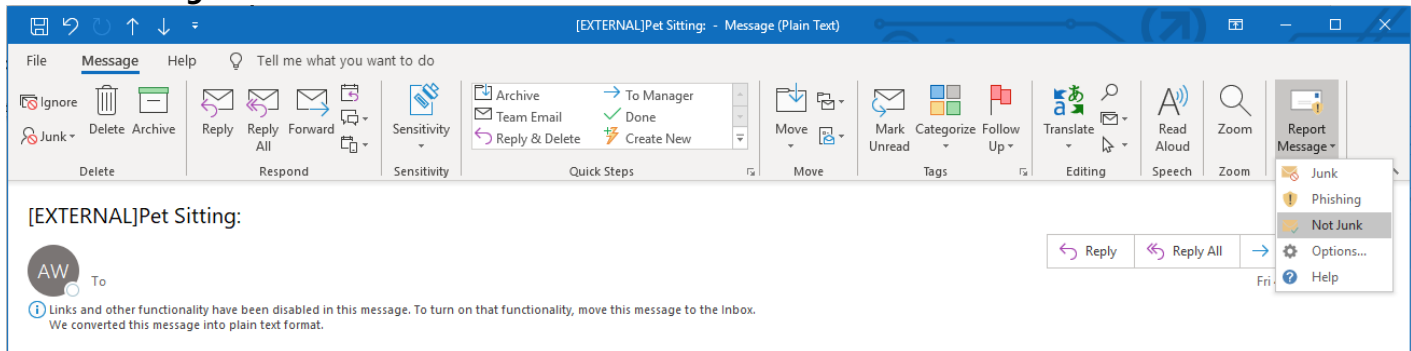 [EXTERNAL]Pet Sitting: - Message (Plain Text)
File Message Help Tell me what you want to do
Ignore
Junk
Delete Archive
Reply Reply All Forward
Sensitivity
Archive To Manager
Team Email Done
Reply & Delete Create New
Move
Mark Unread Categorize Follow Up
Translate
Read Aloud
Zoom
Report Message
Delete Respond Sensitivity Quick Steps Move Tags Editing Speech Zoom
Junk
Phishing
Not Junk
Options...
Help
[EXTERNAL]Pet Sitting:
Reply Reply All
AW
To
Fri
Links and other functionality have been disabled in this message. To turn on that functionality, move this message to the Inbox.
We converted this message into plain text format.